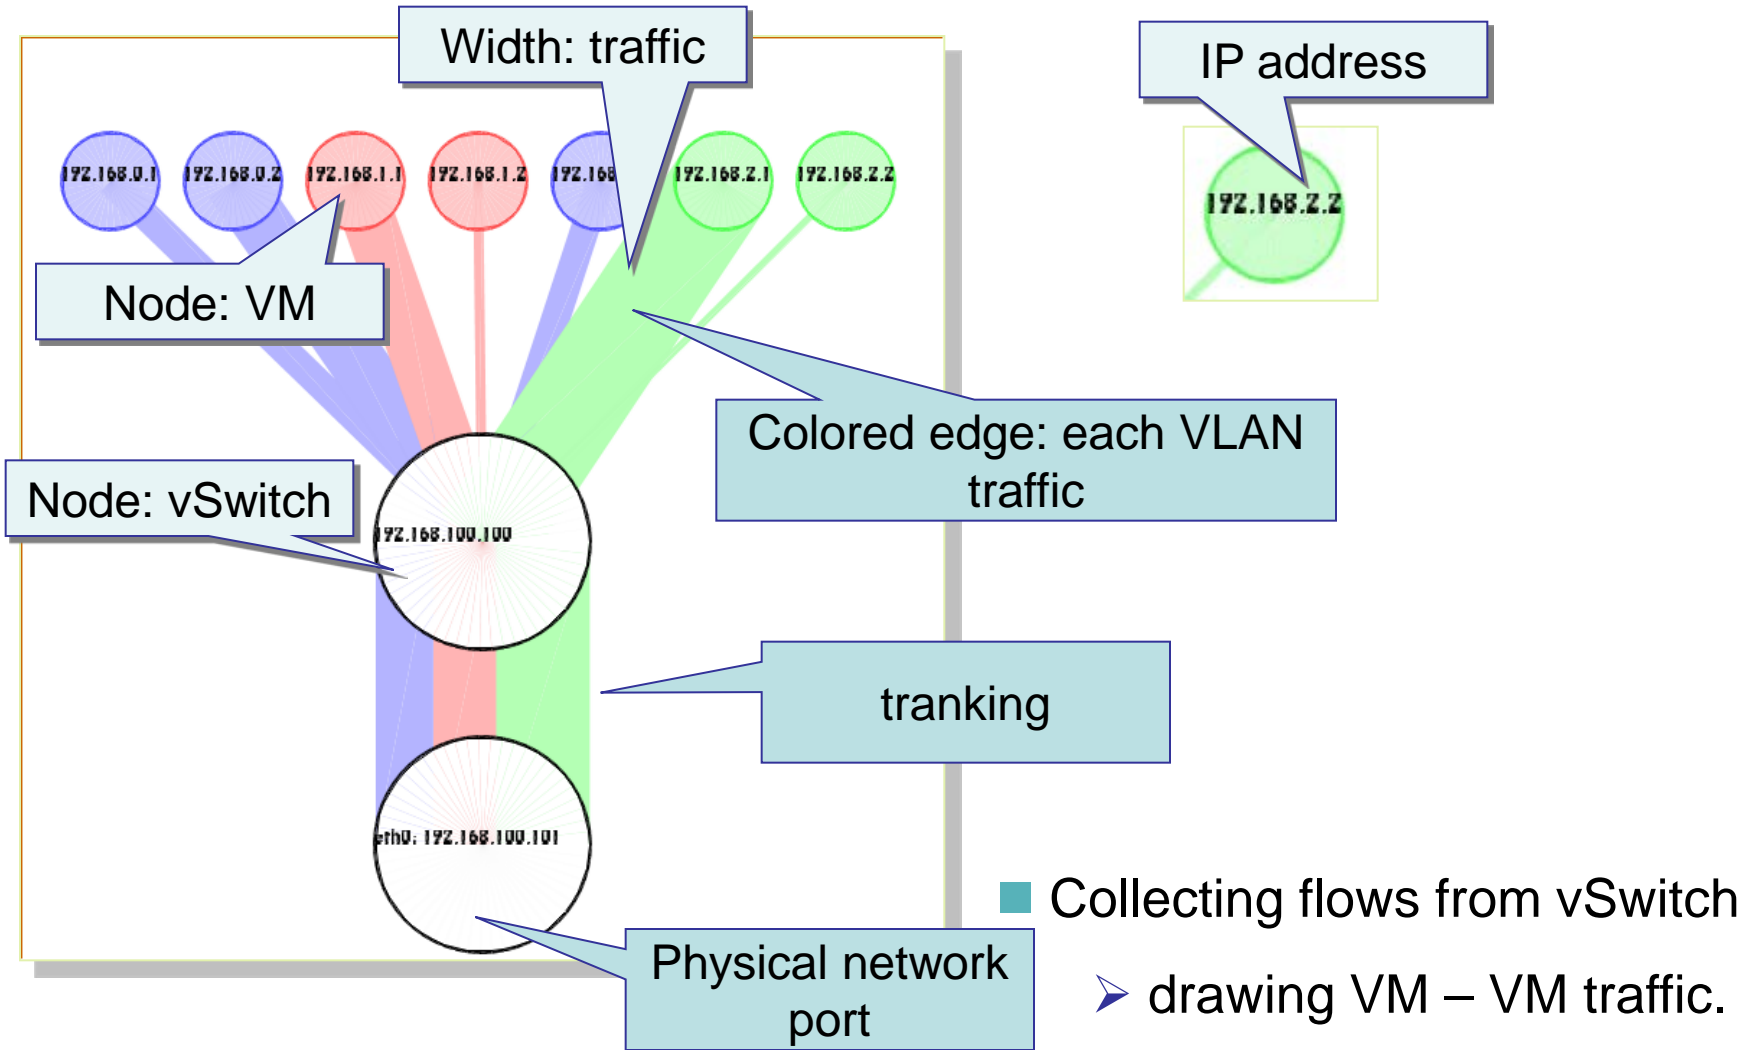 Width: traffic
IP address
192.168.0.1
192.168.0.2
192.168.1.1
192.168.1.2
192.168
192.168.2.1
192.168.2.2
192.168.2.2
Node: VM
Colored edge: each VLAN
traffic
Node: vSwitch
192.168.100.100
tranking
eth0: 192.168.100.101
Physical network
port
Collecting flows from vSwitch
drawing VM – VM traffic.